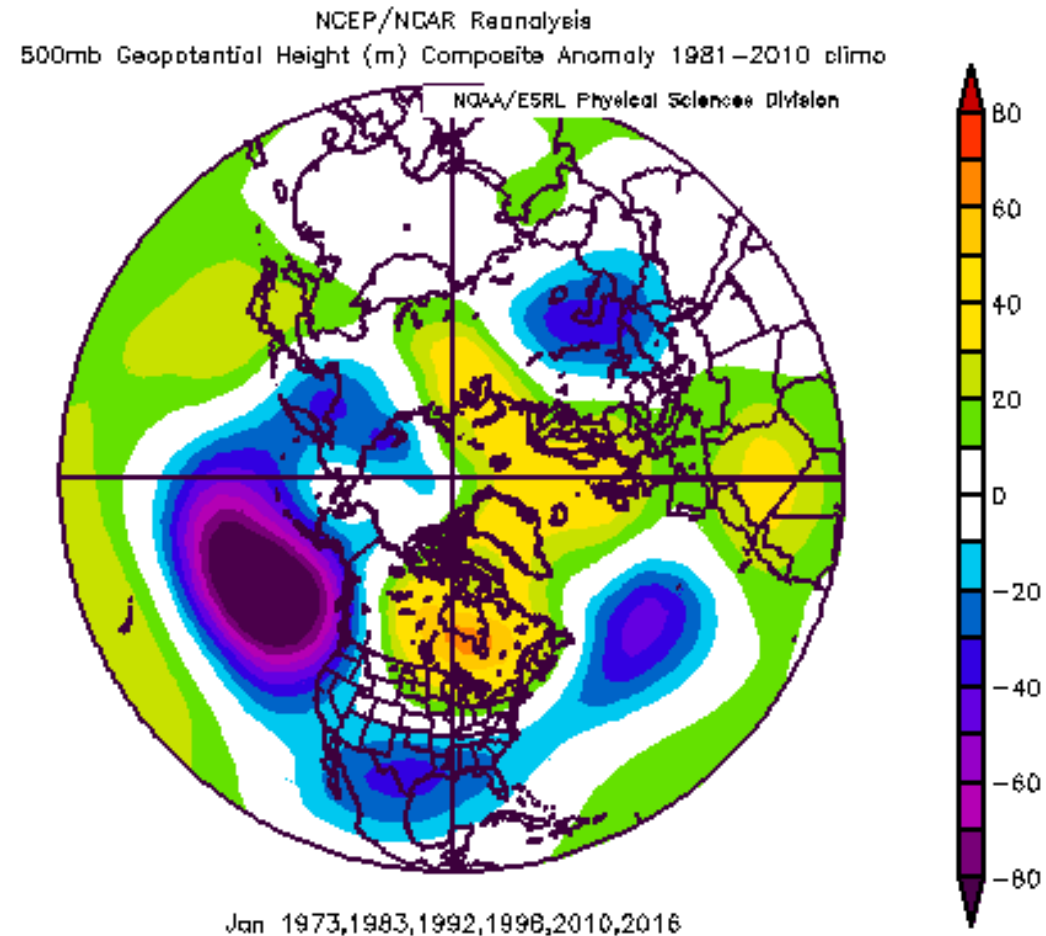 NCEP/NCAR Reanalysis
500mb Geopotential Height (m) Composite Anomaly 1981-2010 climo
NOAA/ESRL Physical Sciences Division
80
60
40
20
0
-20
-40
-60
-80
Jan 1973,1983,1992,1998,2010,2016